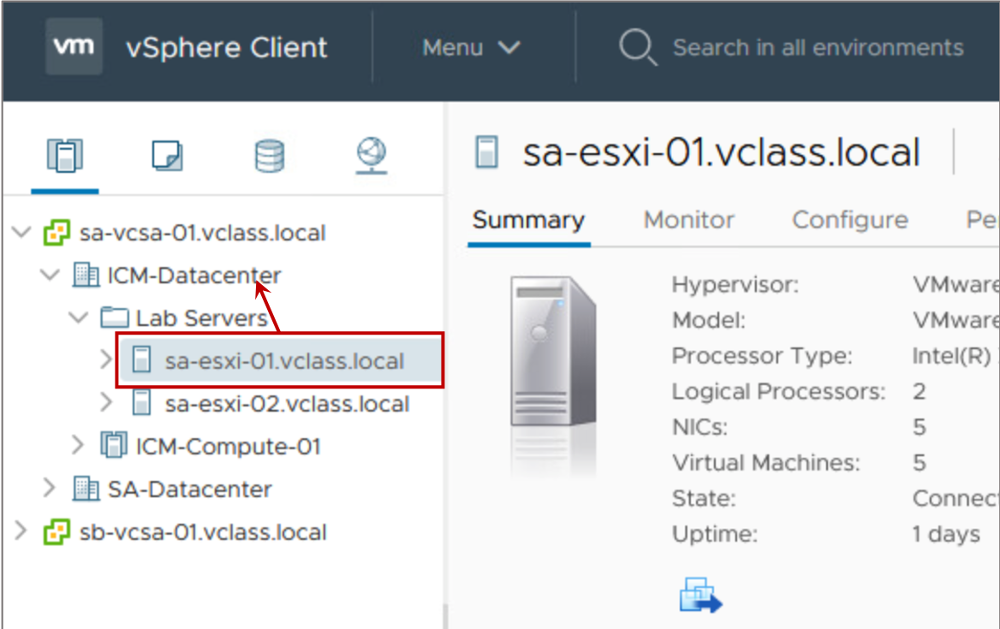 vm vSphere Client Menu Search in all environments
sa-vcsa-01.vclass.local
ICM-Datacenter
Lab Servers
sa-esxi-01.vclass.local
sa-esxi-02.vclass.local
ICM-Compute-01
SA-Datacenter
sb-vcsa-01.vclass.local
sa-esxi-01.vclass.local
Summary Monitor Configure Pe
Hypervisor: VMware
Model: VMware
Processor Type: Intel(R)
Logical Processors: 2
NICs: 5
Virtual Machines: 5
State: Connec
Uptime: 1 days